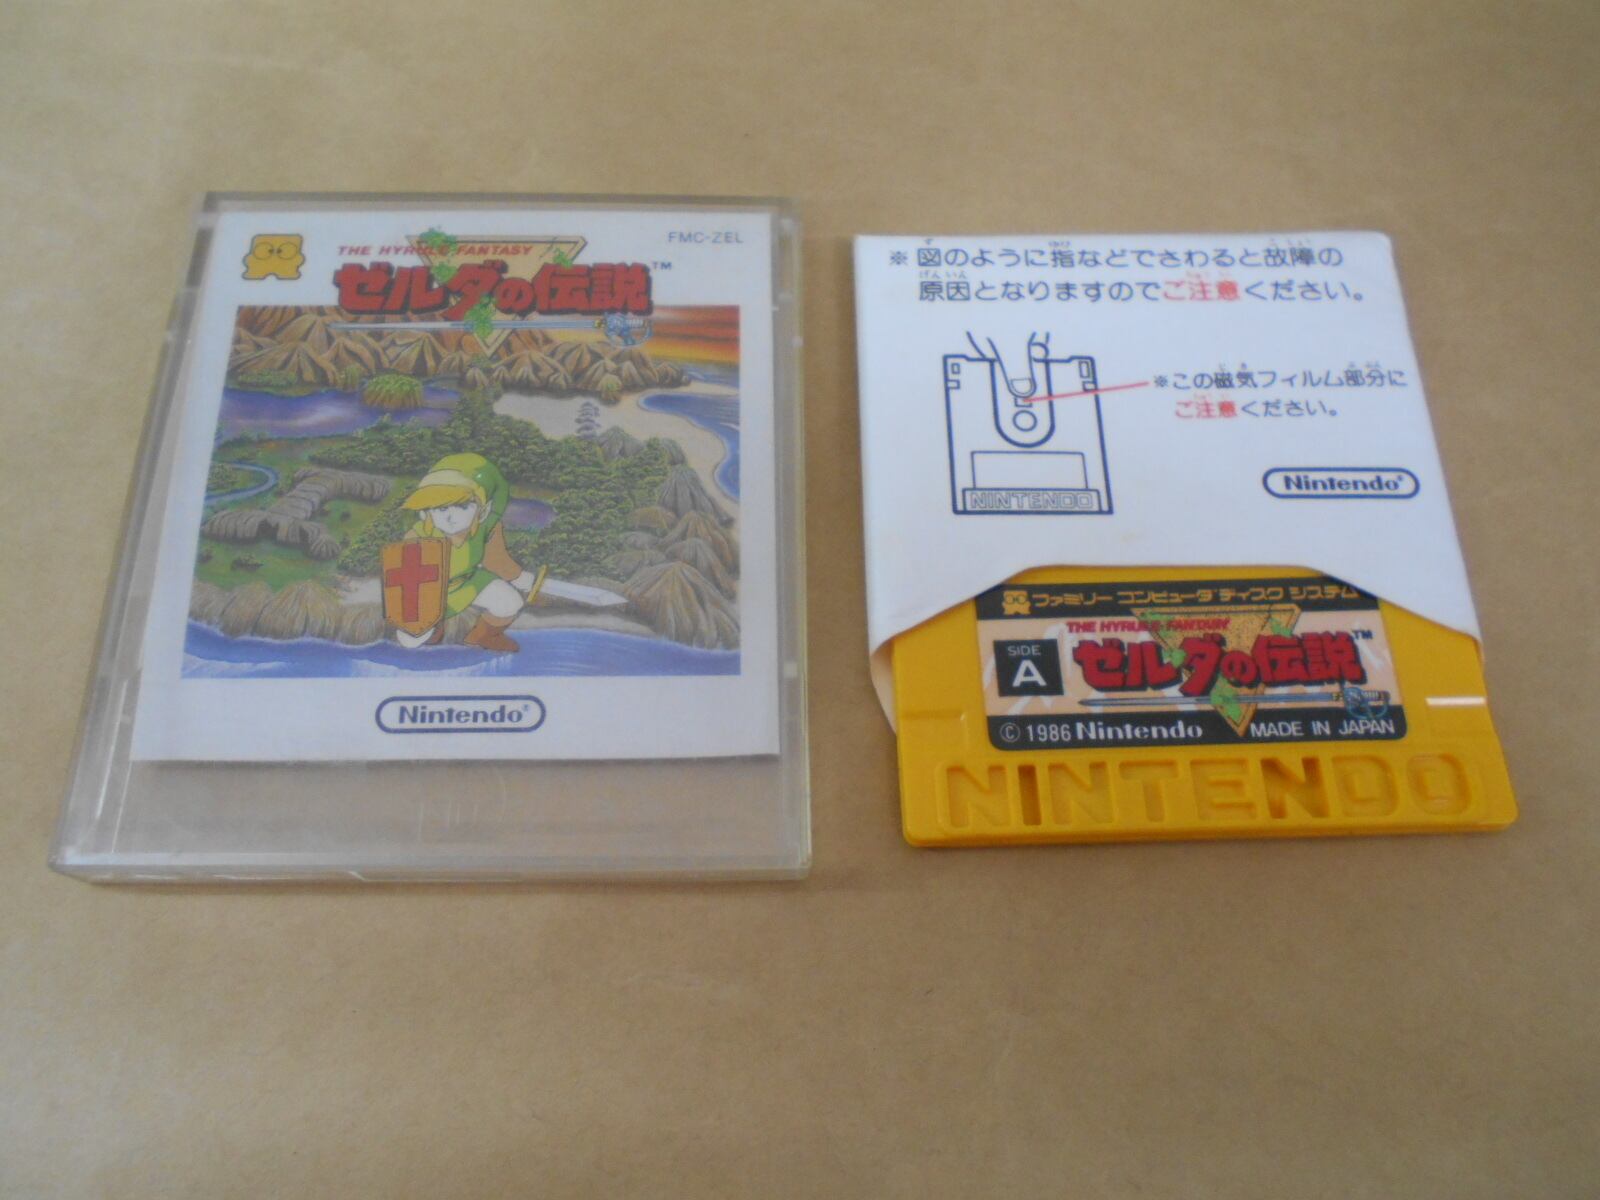 FMC-ZEL
THE HYRULE FANTASY
ゼルダの伝説™
Nintendo®
※図のように指などでさわると故障の
原因となりますのでご注意ください。
※この磁気フィルム部分に
ご注意ください。
NINTENDO
Nintendo®
ファミリー コンピュータ ディスク システム
SIDE
A
THE HYRULE FANTASY
ゼルダの伝説™
©1986 Nintendo MADE IN JAPAN
NINTENDO